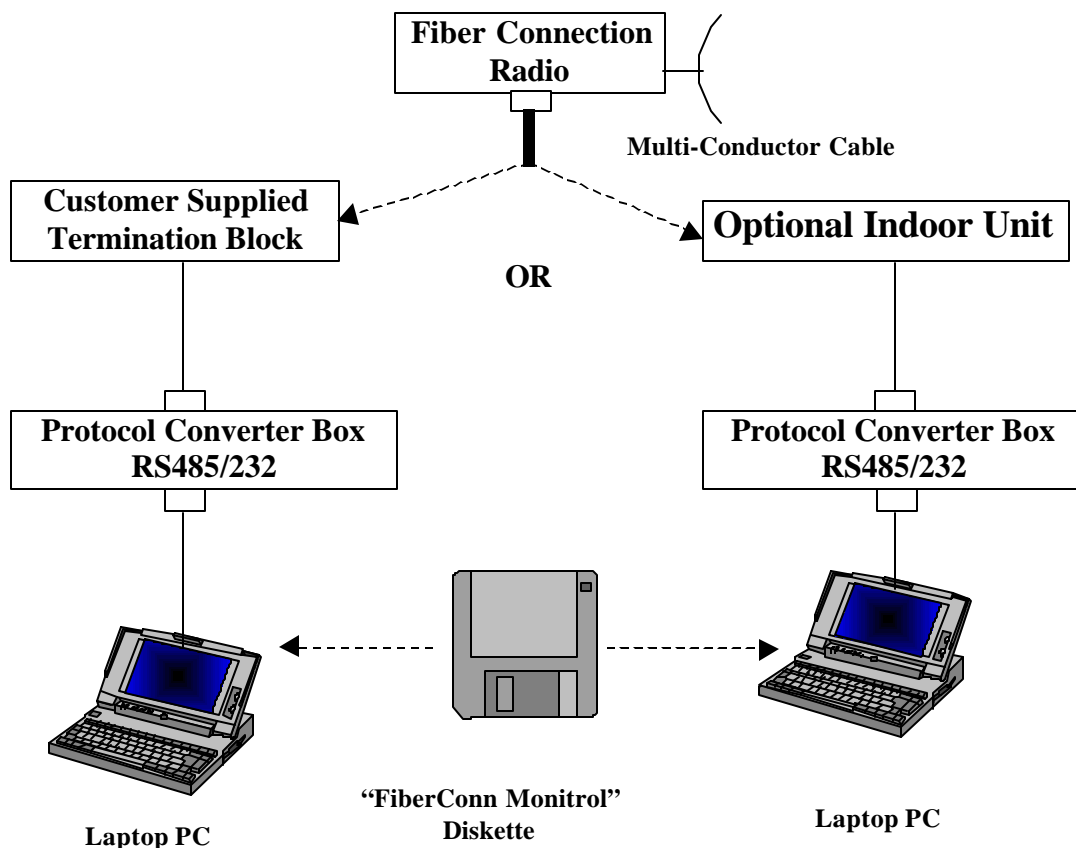 Fiber Connection
Radio
Multi-Conductor Cable
Customer Supplied
Termination Block
Optional Indoor Unit
OR
Protocol Converter Box
RS485/232
Protocol Converter Box
RS485/232
“FiberConn Monitrol”
Diskette
Laptop PC
Laptop PC